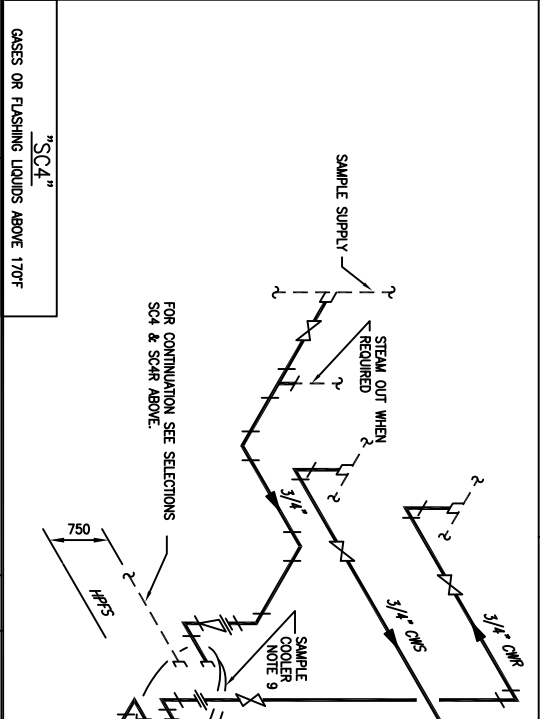 SAMPLE SUPPLY
STEAM OUT WHEN
REQUIRED
3/4"
3/4" CWS
3/4" CWR
SAMPLE
COOLER
NOTE 9
FOR CONTINUATION SEE SELECTIONS
SC4 & SC4R ABOVE.
750
HPFS
"SC4"
GASES OR FLASHING LIQUIDS ABOVE 170°F